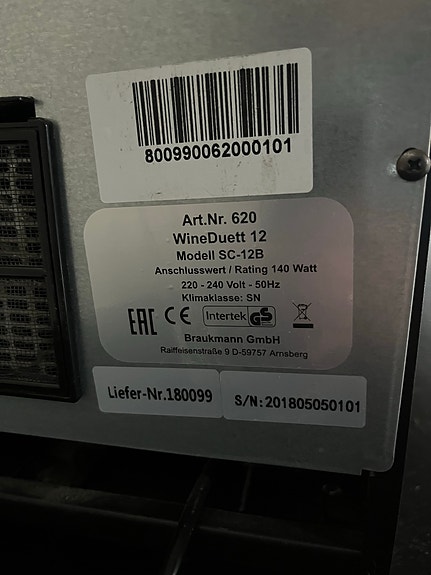 800990062000101
Art.Nr. 620
WineDuett 12
Modell SC-12B
Anschlusswert / Rating 140 Watt
220 - 240 Volt - 50Hz
Klimaklasse: SN
EAC CE Intertek GS
Braukmann GmbH
Raiffeisenstraße 9 D-59757 Arnsberg
Liefer-Nr.180099
S/N:201805050101